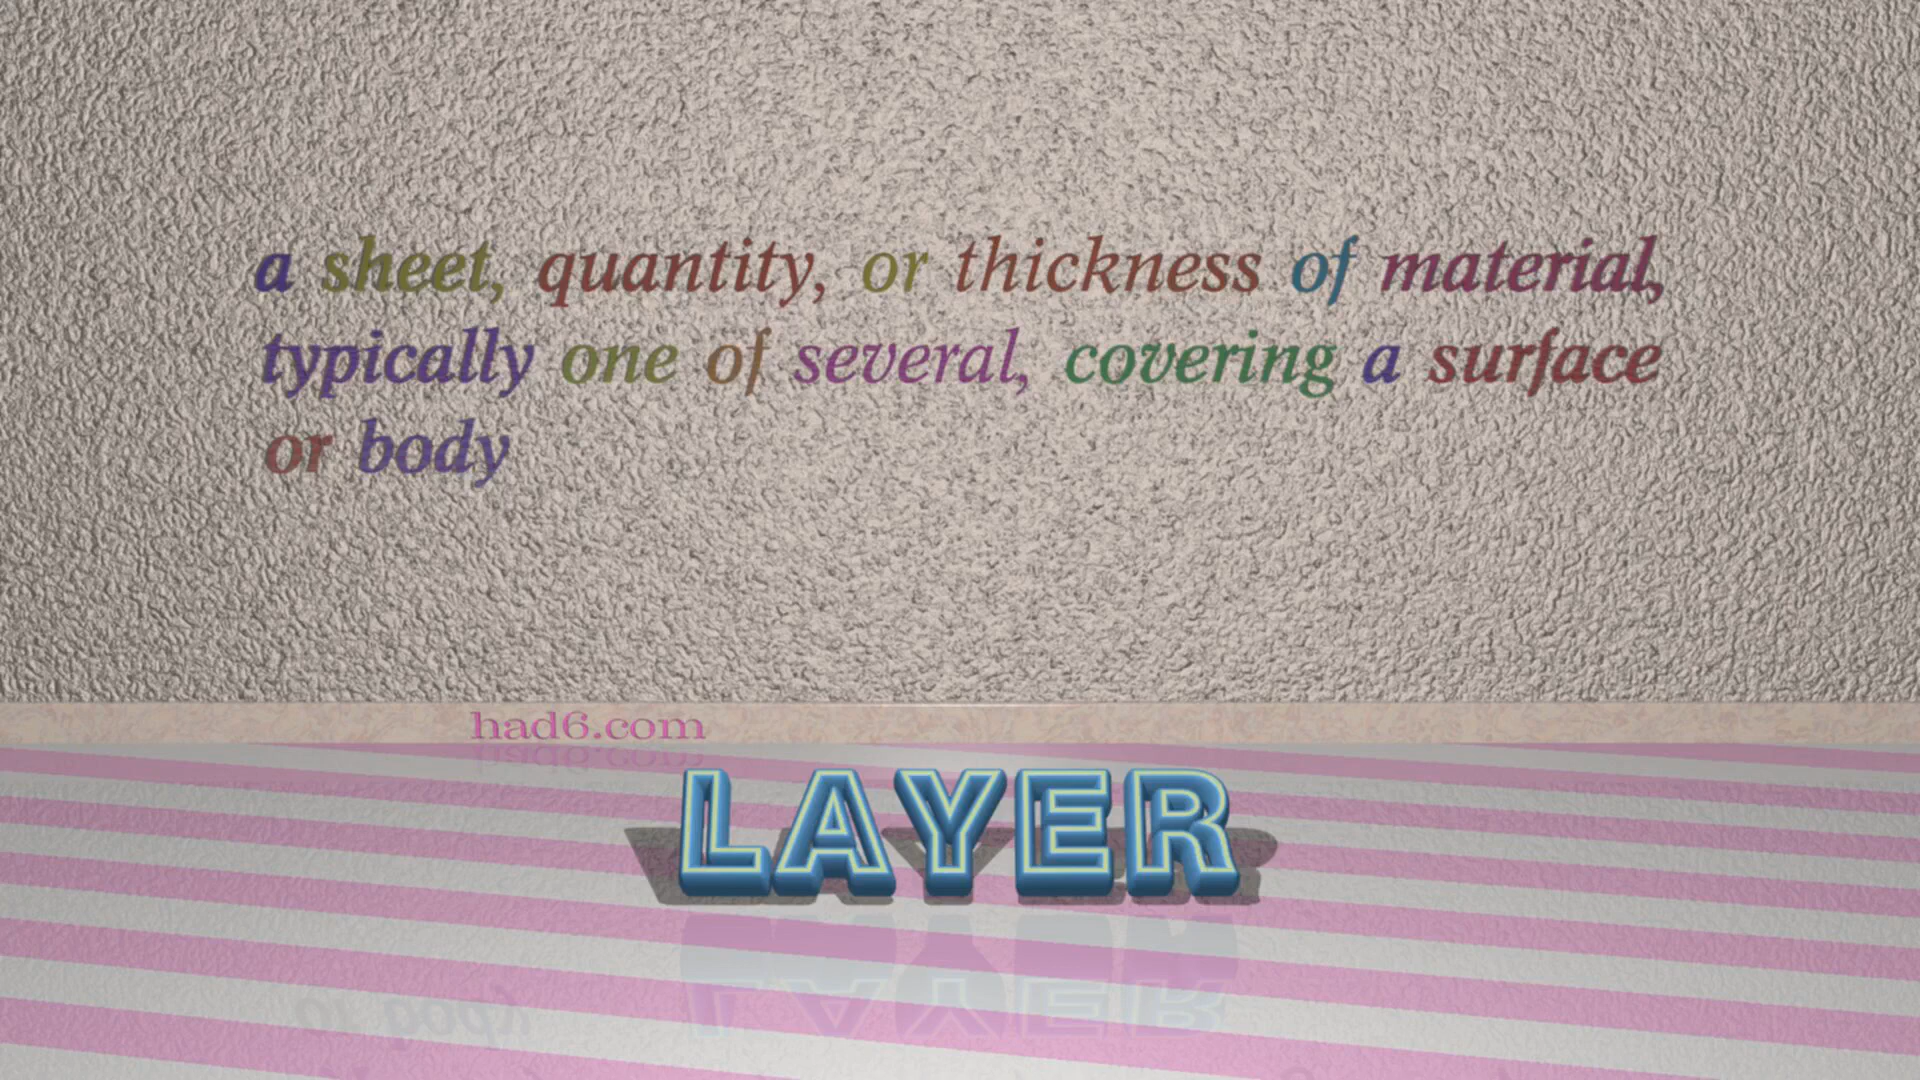 a sheet, quantity, or thickness of material,
typically one of several, covering a surface
or body
had6.com
LAYER